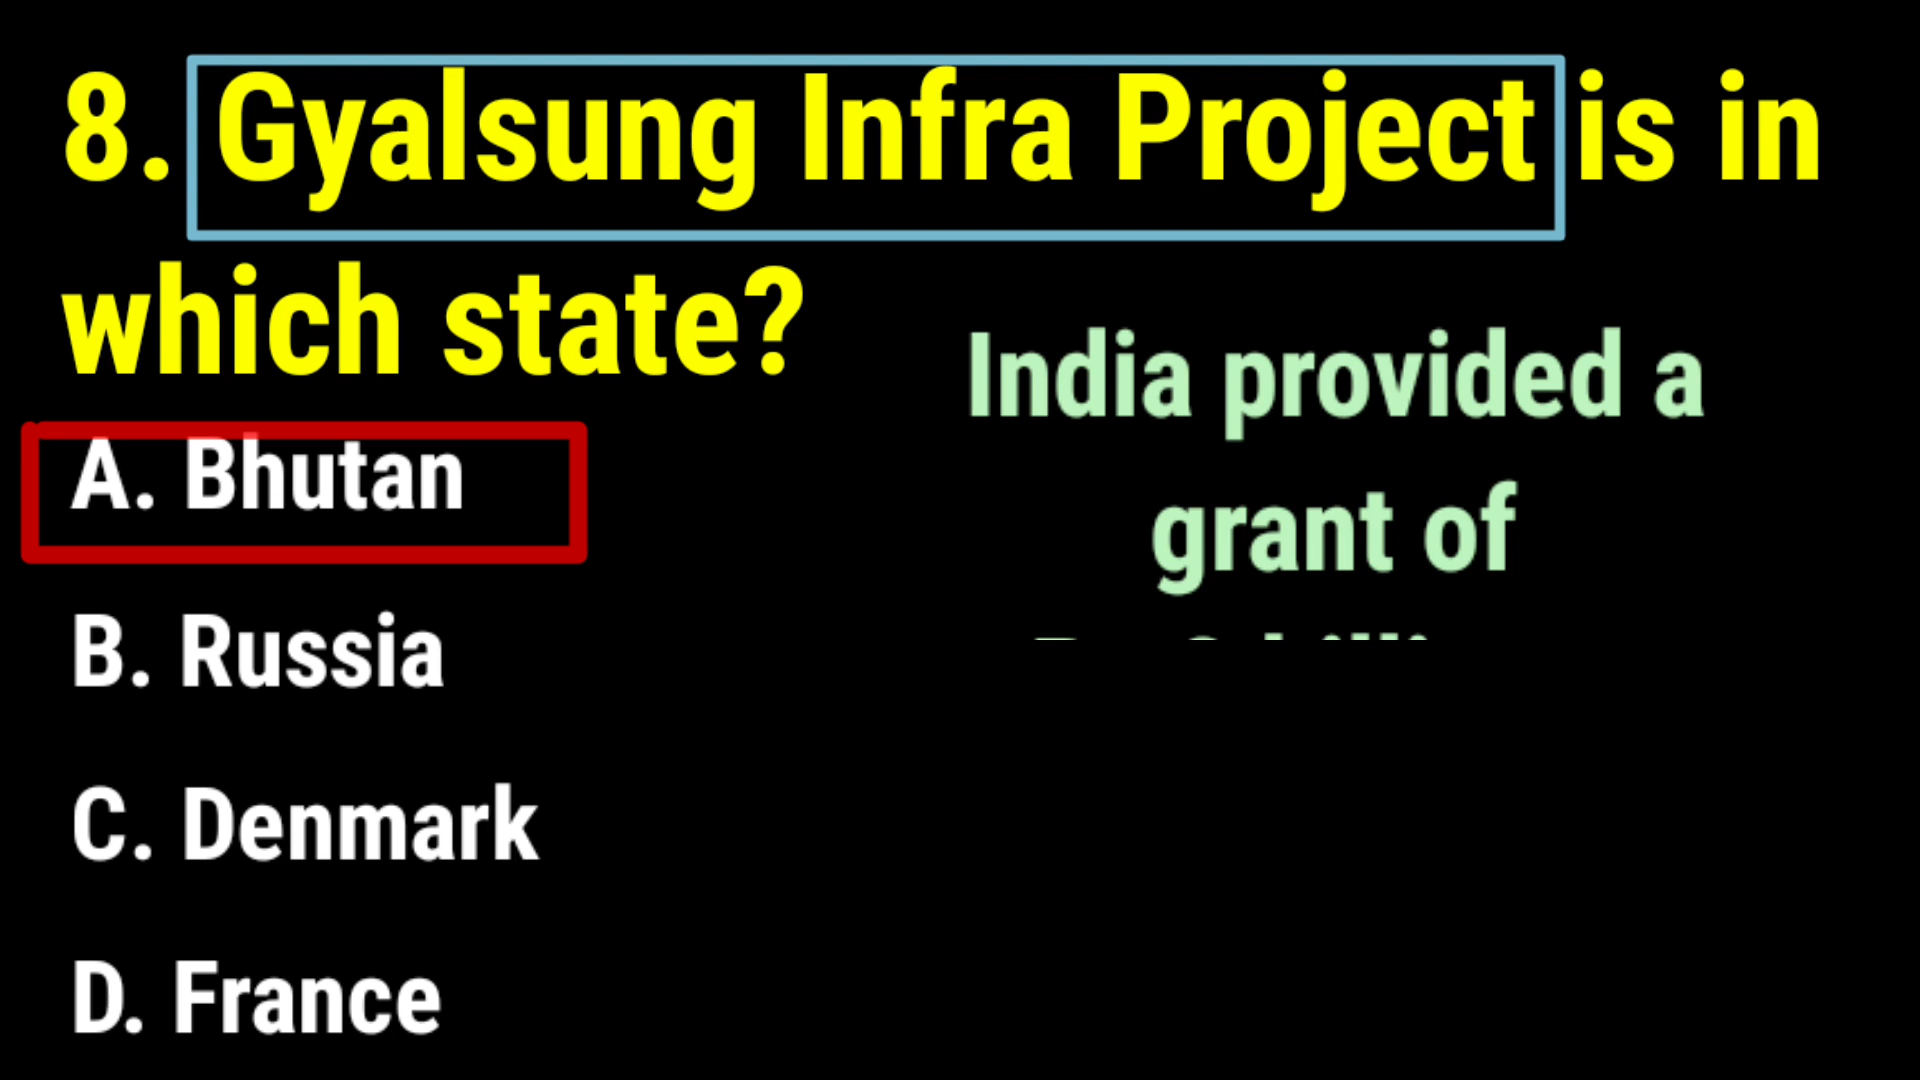 8. Gyalsung Infra Project is in
which state?
India provided a
grant of
A. Bhutan
B. Russia
C. Denmark
D. France